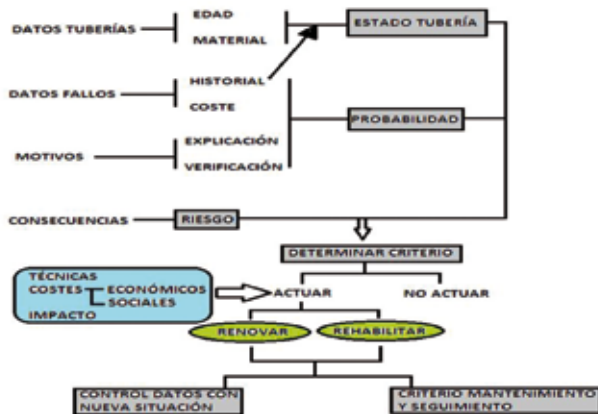 DATOS TUBERÍAS
EDAD
MATERIAL
ESTADO TUBERÍA
DATOS FALLOS
HISTORIAL
COSTE
PROBABILIDAD
MOTIVOS
EXPLICACIÓN
VERIFICACIÓN
CONSECUENCIAS
RIESGO
DETERMINAR CRITERIO
TÉCNICAS
COSTES
ECONÓMICOS
SOCIALES
IMPACTO
ACTUAR
NO ACTUAR
RENOVAR
REHABILITAR
CONTROL DATOS CON
NUEVA SITUACIÓN
CRITERIO MANTENIMIENTO
Y SEGUIMIENTO